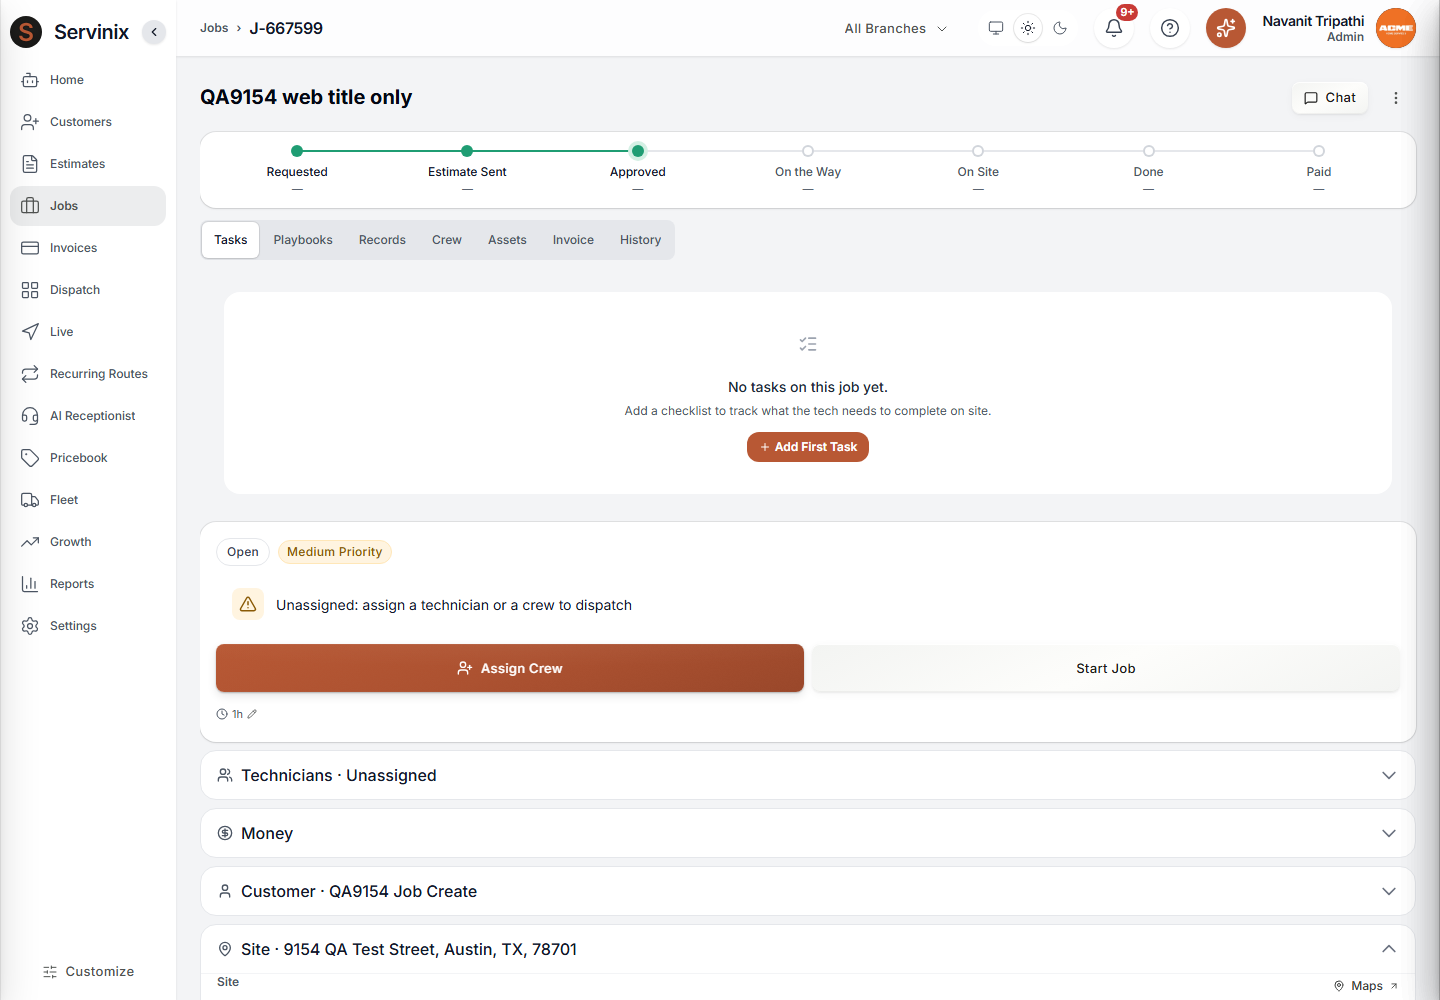 S Servinix
Home
Customers
Estimates
Jobs
Invoices
Dispatch
Live
Recurring Routes
AI Receptionist
Pricebook
Fleet
Growth
Reports
Settings
Customize
Jobs › J-667599
All Branches
9+
Navanit Tripathi
Admin
ACME
QA9154 web title only
Chat
Requested
Estimate Sent
Approved
On the Way
On Site
Done
Paid
— — — — — — —
Tasks Playbooks Records Crew Assets Invoice History
No tasks on this job yet.
Add a checklist to track what the tech needs to complete on site.
+ Add First Task
Open Medium Priority
Unassigned: assign a technician or a crew to dispatch
Assign Crew
Start Job
1h
Technicians · Unassigned
Money
Customer · QA9154 Job Create
Site · 9154 QA Test Street, Austin, TX, 78701
Site
Maps